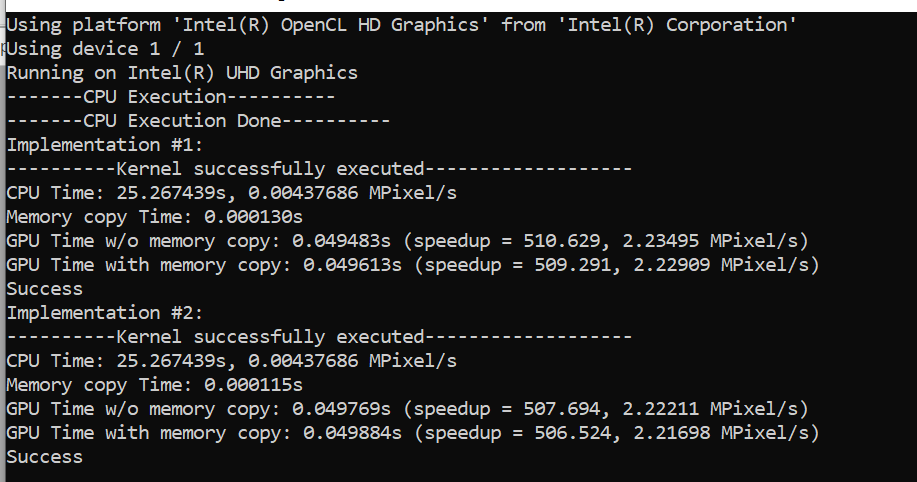 Using platform 'Intel(R) OpenCL HD Graphics' from 'Intel(R) Corporation'
Using device 1 / 1
Running on Intel(R) UHD Graphics
-------CPU Execution----------
-------CPU Execution Done----------
Implementation #1:
----------Kernel successfully executed-------------------
CPU Time: 25.267439s, 0.00437686 MPixel/s
Memory copy Time: 0.000130s
GPU Time w/o memory copy: 0.049483s (speedup = 510.629, 2.23495 MPixel/s)
GPU Time with memory copy: 0.049613s (speedup = 509.291, 2.22909 MPixel/s)
Success
Implementation #2:
----------Kernel successfully executed-------------------
CPU Time: 25.267439s, 0.00437686 MPixel/s
Memory copy Time: 0.000115s
GPU Time w/o memory copy: 0.049769s (speedup = 507.694, 2.22211 MPixel/s)
GPU Time with memory copy: 0.049884s (speedup = 506.524, 2.21698 MPixel/s)
Success